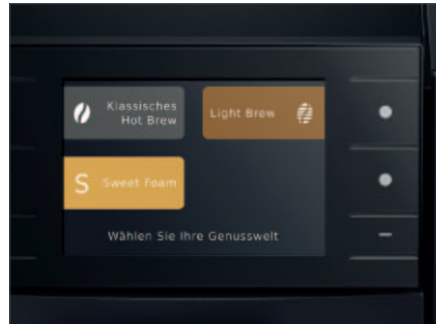 Klassisches
Hot Brew
Light Brew
S Sweet Foam
Wählen Sie Ihre Genusswelt